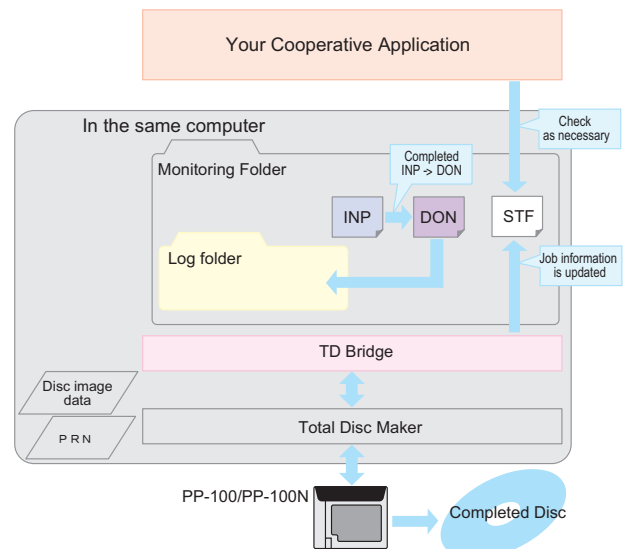 Your Cooperative Application
In the same computer
Check
as necessary
Monitoring Folder
Completed
INP -> DON
INP
DON
STF
Log folder
Job information
is updated
TD Bridge
Disc image
data
Total Disc Maker
P R N
PP-100/PP-100N
Completed Disc